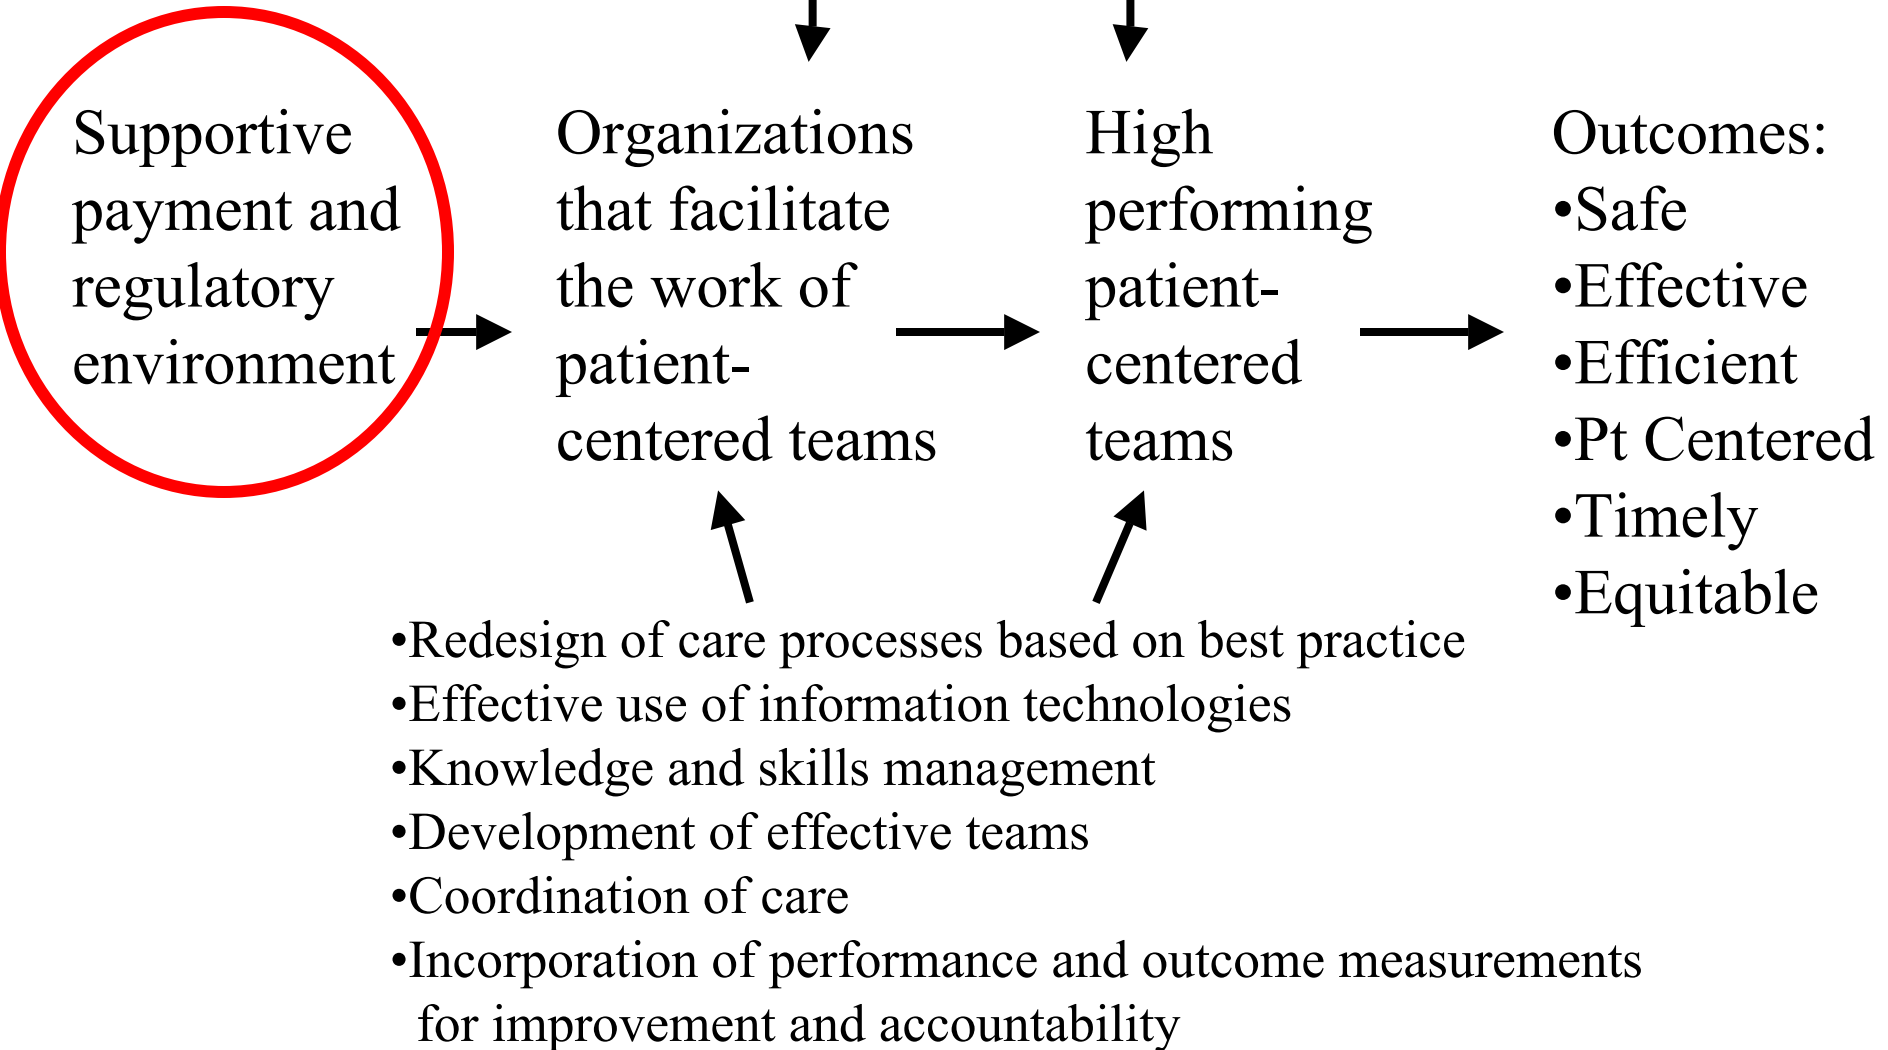 Supportive
payment and
regulatory
environment
Organizations
that facilitate
the work of
patient-
centered teams
High
performing
patient-
centered
teams
Outcomes:
•Safe
•Effective
•Efficient
•Pt Centered
•Timely
•Equitable
•Redesign of care processes based on best practice
•Effective use of information technologies
•Knowledge and skills management
•Development of effective teams
•Coordination of care
•Incorporation of performance and outcome measurements
for improvement and accountability